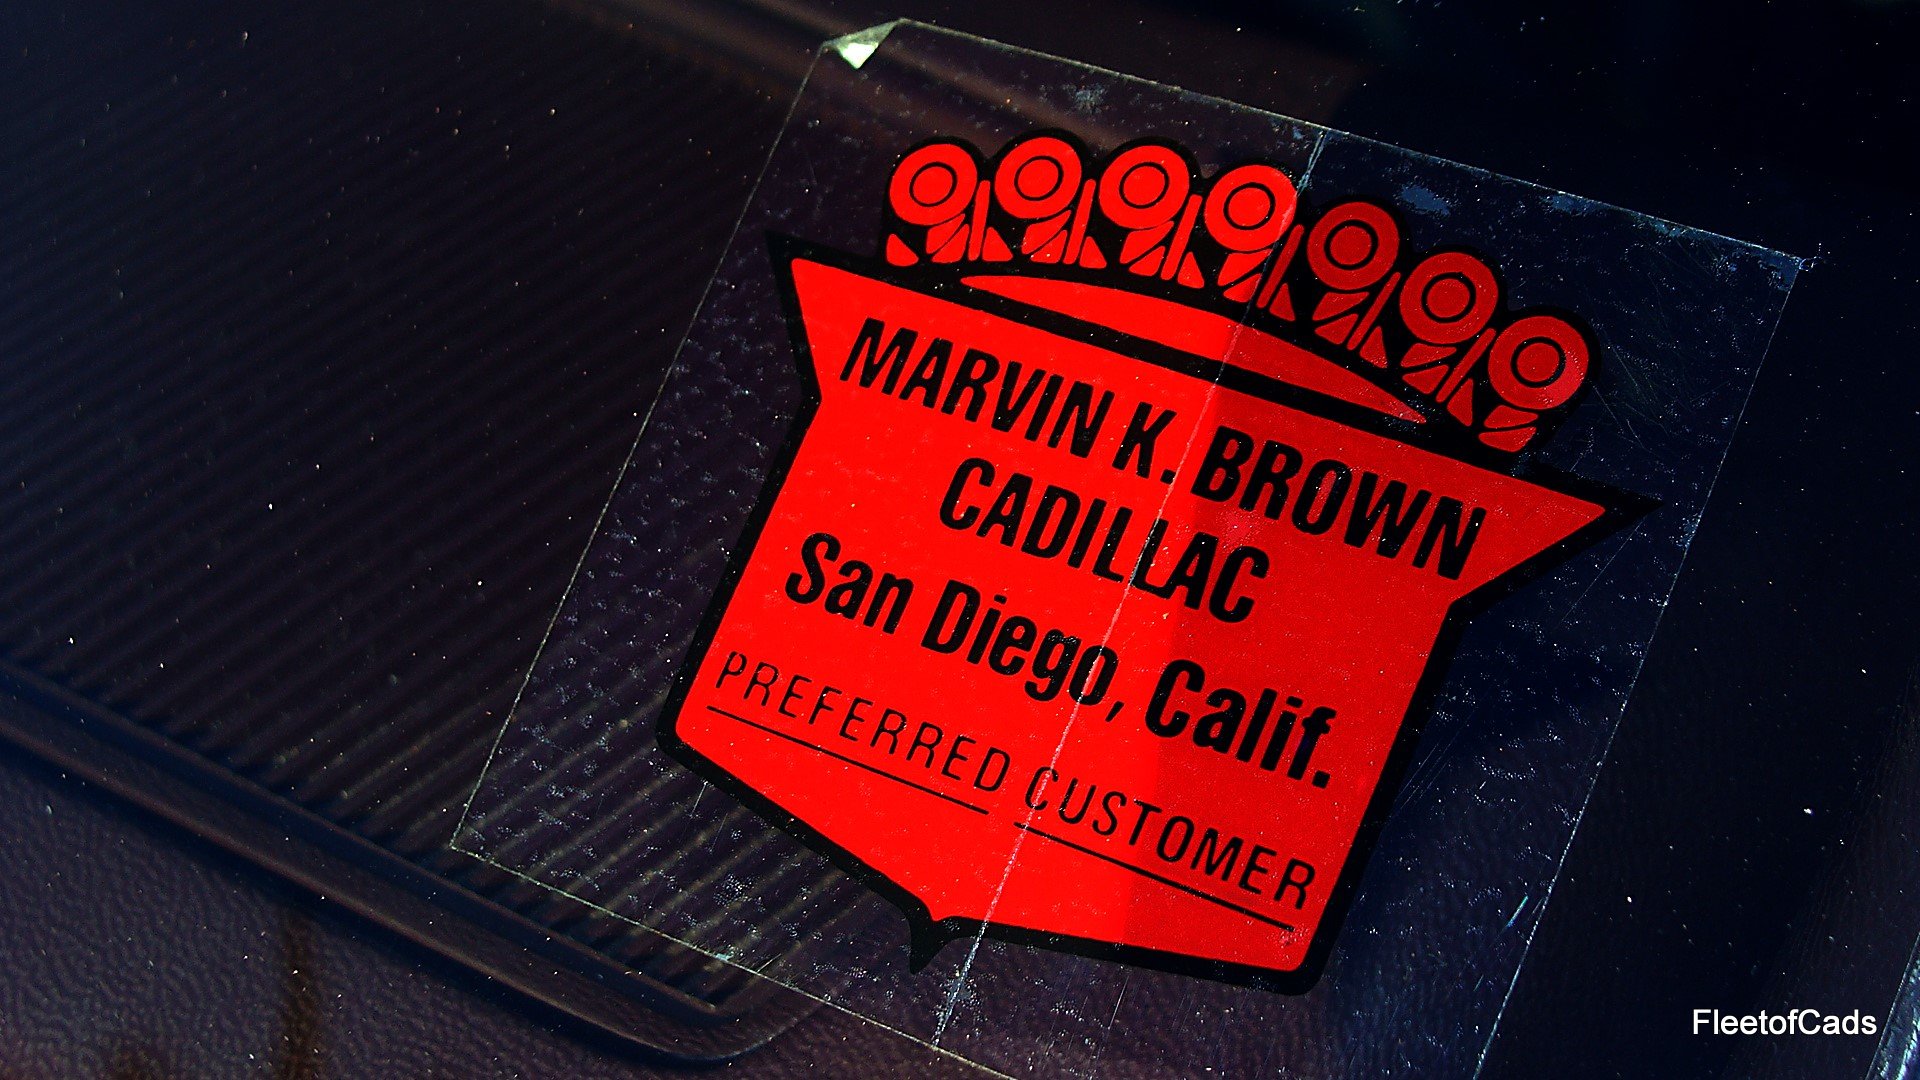 MARVIN K. BROWN
CADILLAC
San Diego, Calif.
PREFERRED CUSTOMER
FleetofCads